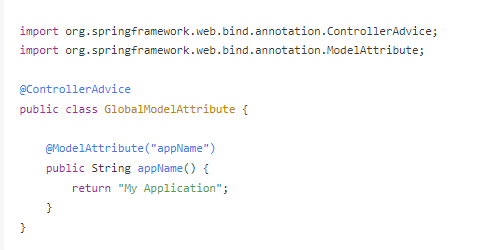 import org.springframework.web.bind.annotation.ControllerAdvice;
import org.springframework.web.bind.annotation.ModelAttribute;
@ControllerAdvice
public class GlobalModelAttribute {
@ModelAttribute("appName")
public String appName() {
return "My Application";
}
}